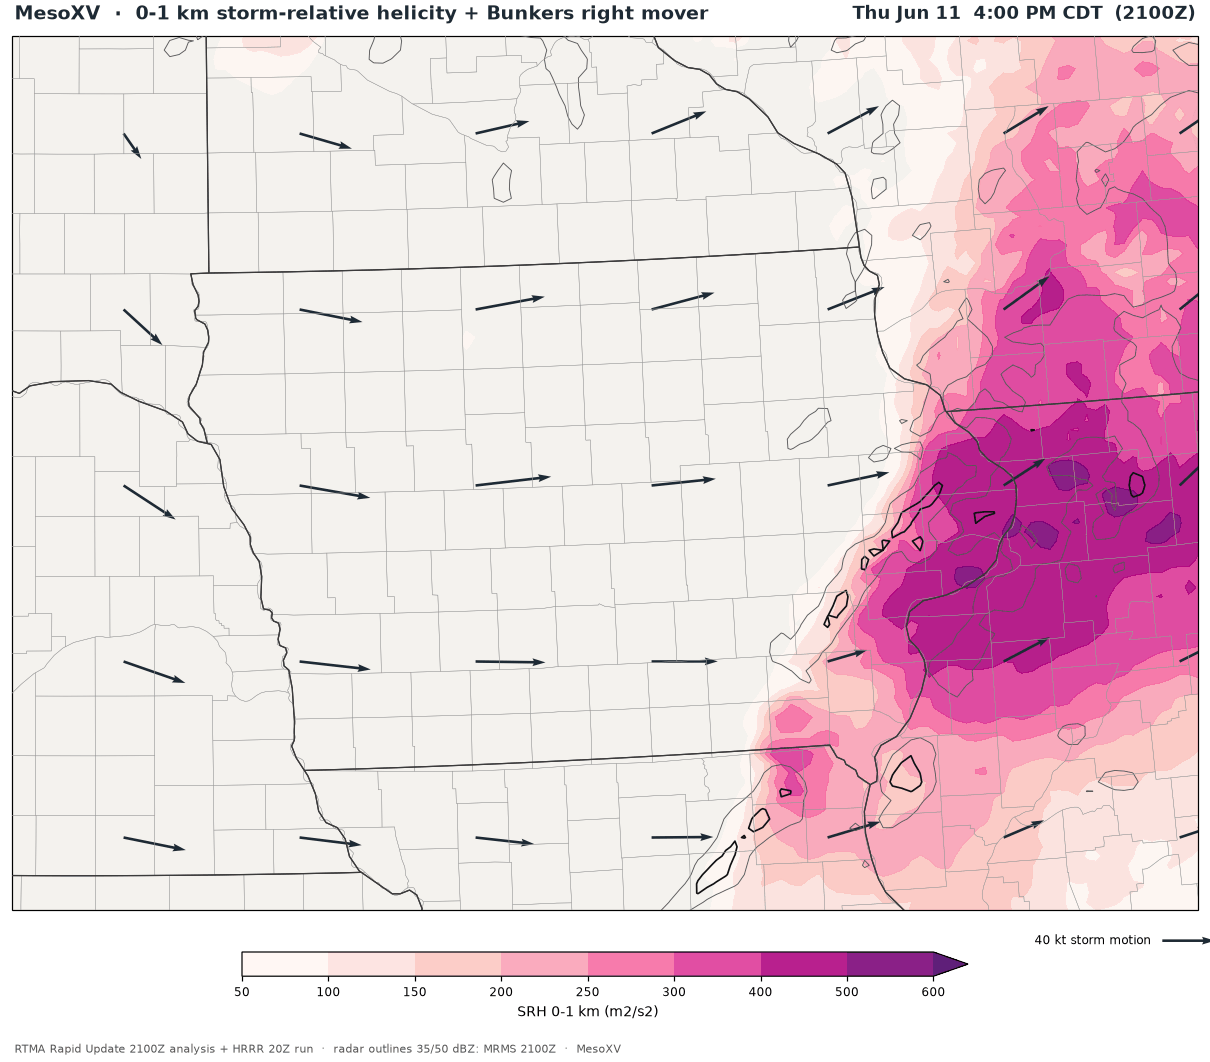 MesoXV · 0-1 km storm-relative helicity + Bunkers right mover
Thu Jun 11 4:00 PM CDT (2100Z)
40 kt storm motion
50 100 150 200 250 300 400 500 600
SRH 0-1 km (m2/s2)
RTMA Rapid Update 2100Z analysis + HRRR 20Z run · radar outlines 35/50 dBZ: MRMS 2100Z · MesoXV